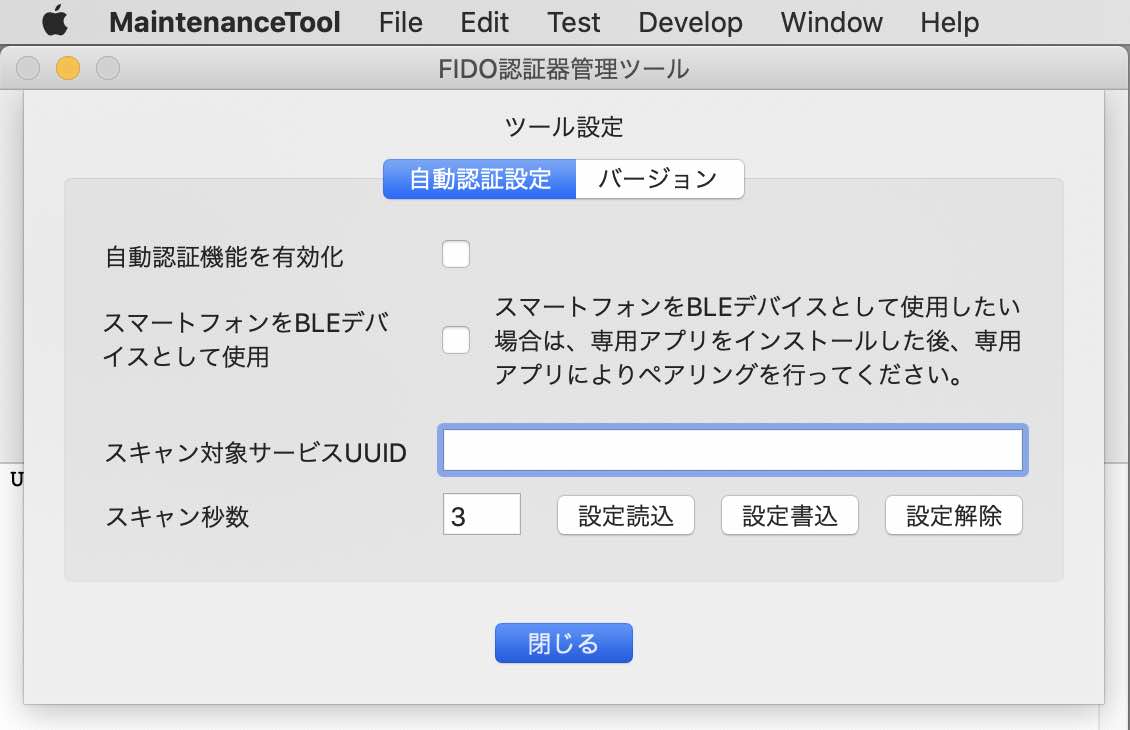 MaintenanceTool File Edit Test Develop Window Help
FIDO認証器管理ツール
ツール設定
自動認証設定 バージョン
自動認証機能を有効化
スマートフォンをBLEデバ
イスとして使用
スマートフォンをBLEデバイスとして使用したい
場合は、専用アプリをインストールした後、専用
アプリによりペアリングを行ってください。
スキャン対象サービスUUID
U
スキャン秒数 3 設定読込 設定書込 設定解除
閉じる